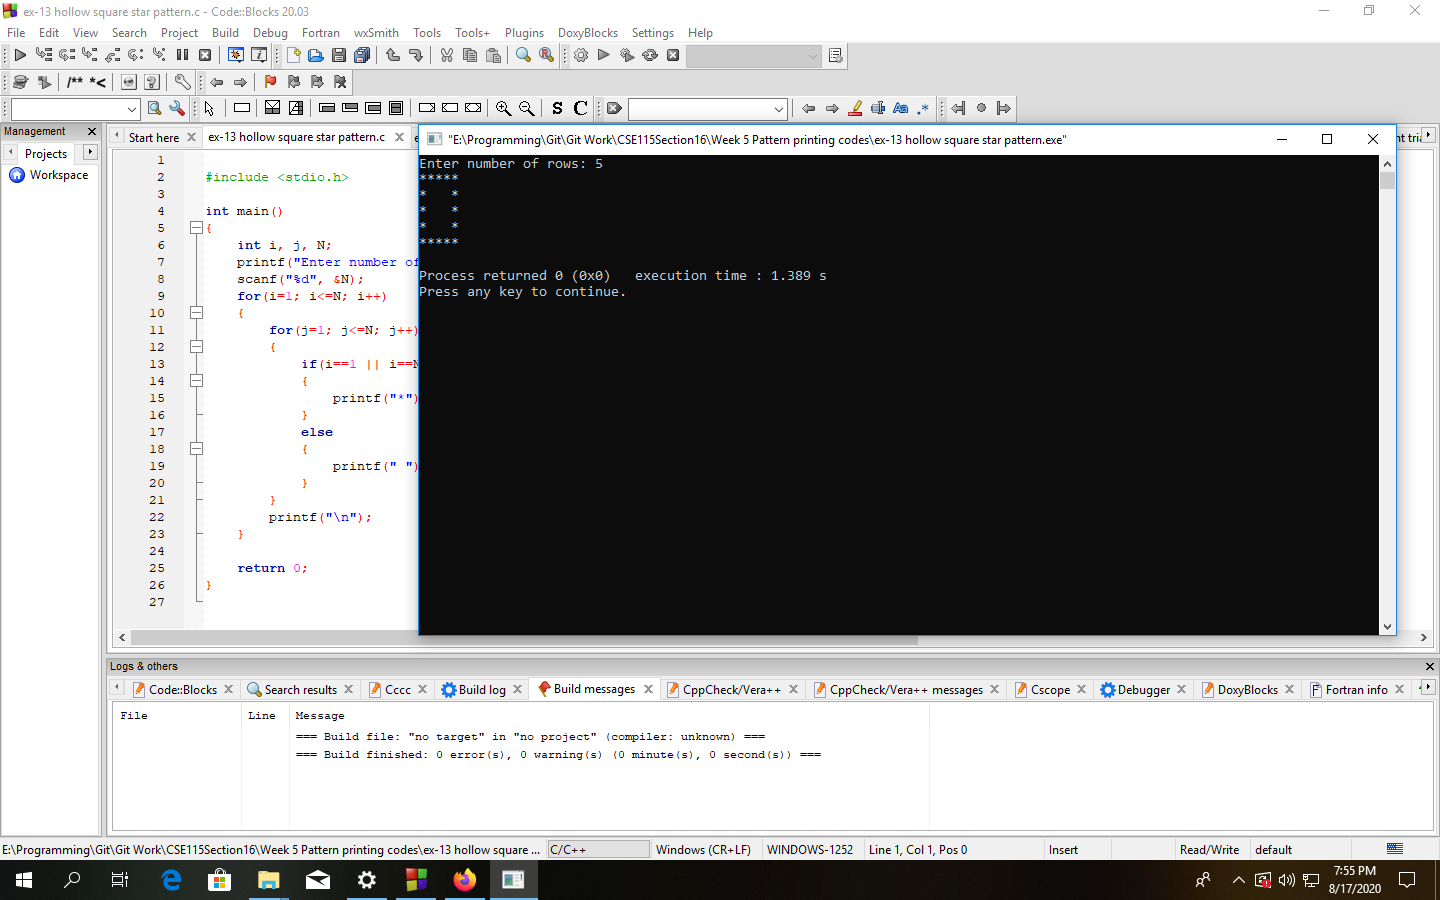 ex-13 hollow square star pattern.c - Code::Blocks 20.03
File Edit View Search Project Build Debug Fortran wxSmith Tools Tools+ Plugins DoxyBlocks Settings Help
/** *<
S C
Aa .*
Management
Projects
Workspace
Start here
ex-13 hollow square star pattern.c
1
2 #include <stdio.h>
3
4 int main()
5 {
6 int i, j, N;
7 printf("Enter number of
8 scanf("%d", &N);
9 for(i=1; i<=N; i++)
10 {
11 for(j=1; j<=N; j++)
12 {
13 if(i==1 || i==N
14 {
15 printf("*")
16 }
17 else
18 {
19 printf(" ")
20 }
21 }
22 printf("\n");
23 }
24
25 return 0;
26 }
27
"E:\Programming\Git\Git Work\CSE115Section16\Week 5 Pattern printing codes\ex-13 hollow square star pattern.exe"
Enter number of rows: 5
*****
*   *
*   *
*   *
*****
Process returned 0 (0x0)   execution time : 1.389 s
Press any key to continue.
Logs & others
Code::Blocks Search results Cccc Build log Build messages CppCheck/Vera++ CppCheck/Vera++ messages Cscope Debugger DoxyBlocks Fortran info
File Line Message
=== Build file: "no target" in "no project" (compiler: unknown) ===
=== Build finished: 0 error(s), 0 warning(s) (0 minute(s), 0 second(s)) ===
E:\Programming\Git\Git Work\CSE115Section16\Week 5 Pattern printing codes\ex-13 hollow square ... C/C++ Windows (CR+LF) WINDOWS-1252 Line 1, Col 1, Pos 0 Insert Read/Write default
7:55 PM
8/17/2020